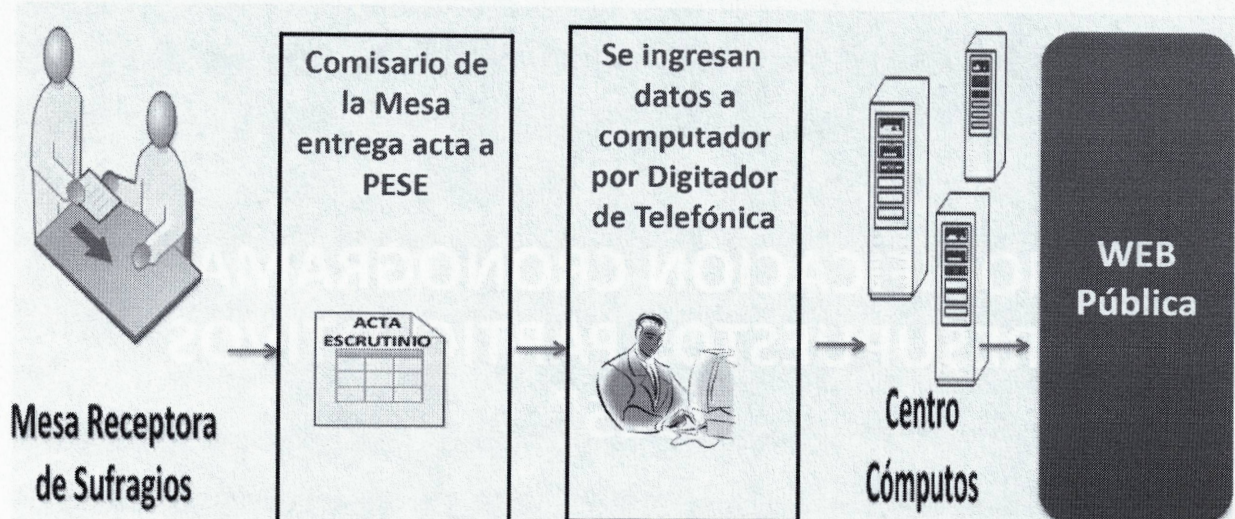 Mesa Receptora
de Sufragios
Comisario de
la Mesa
entrega acta a
PESE
ACTA
ESCRUTINIO
Se ingresan
datos a
computador
por Digitador
de Telefónica
Centro
Cómputos
WEB
Pública